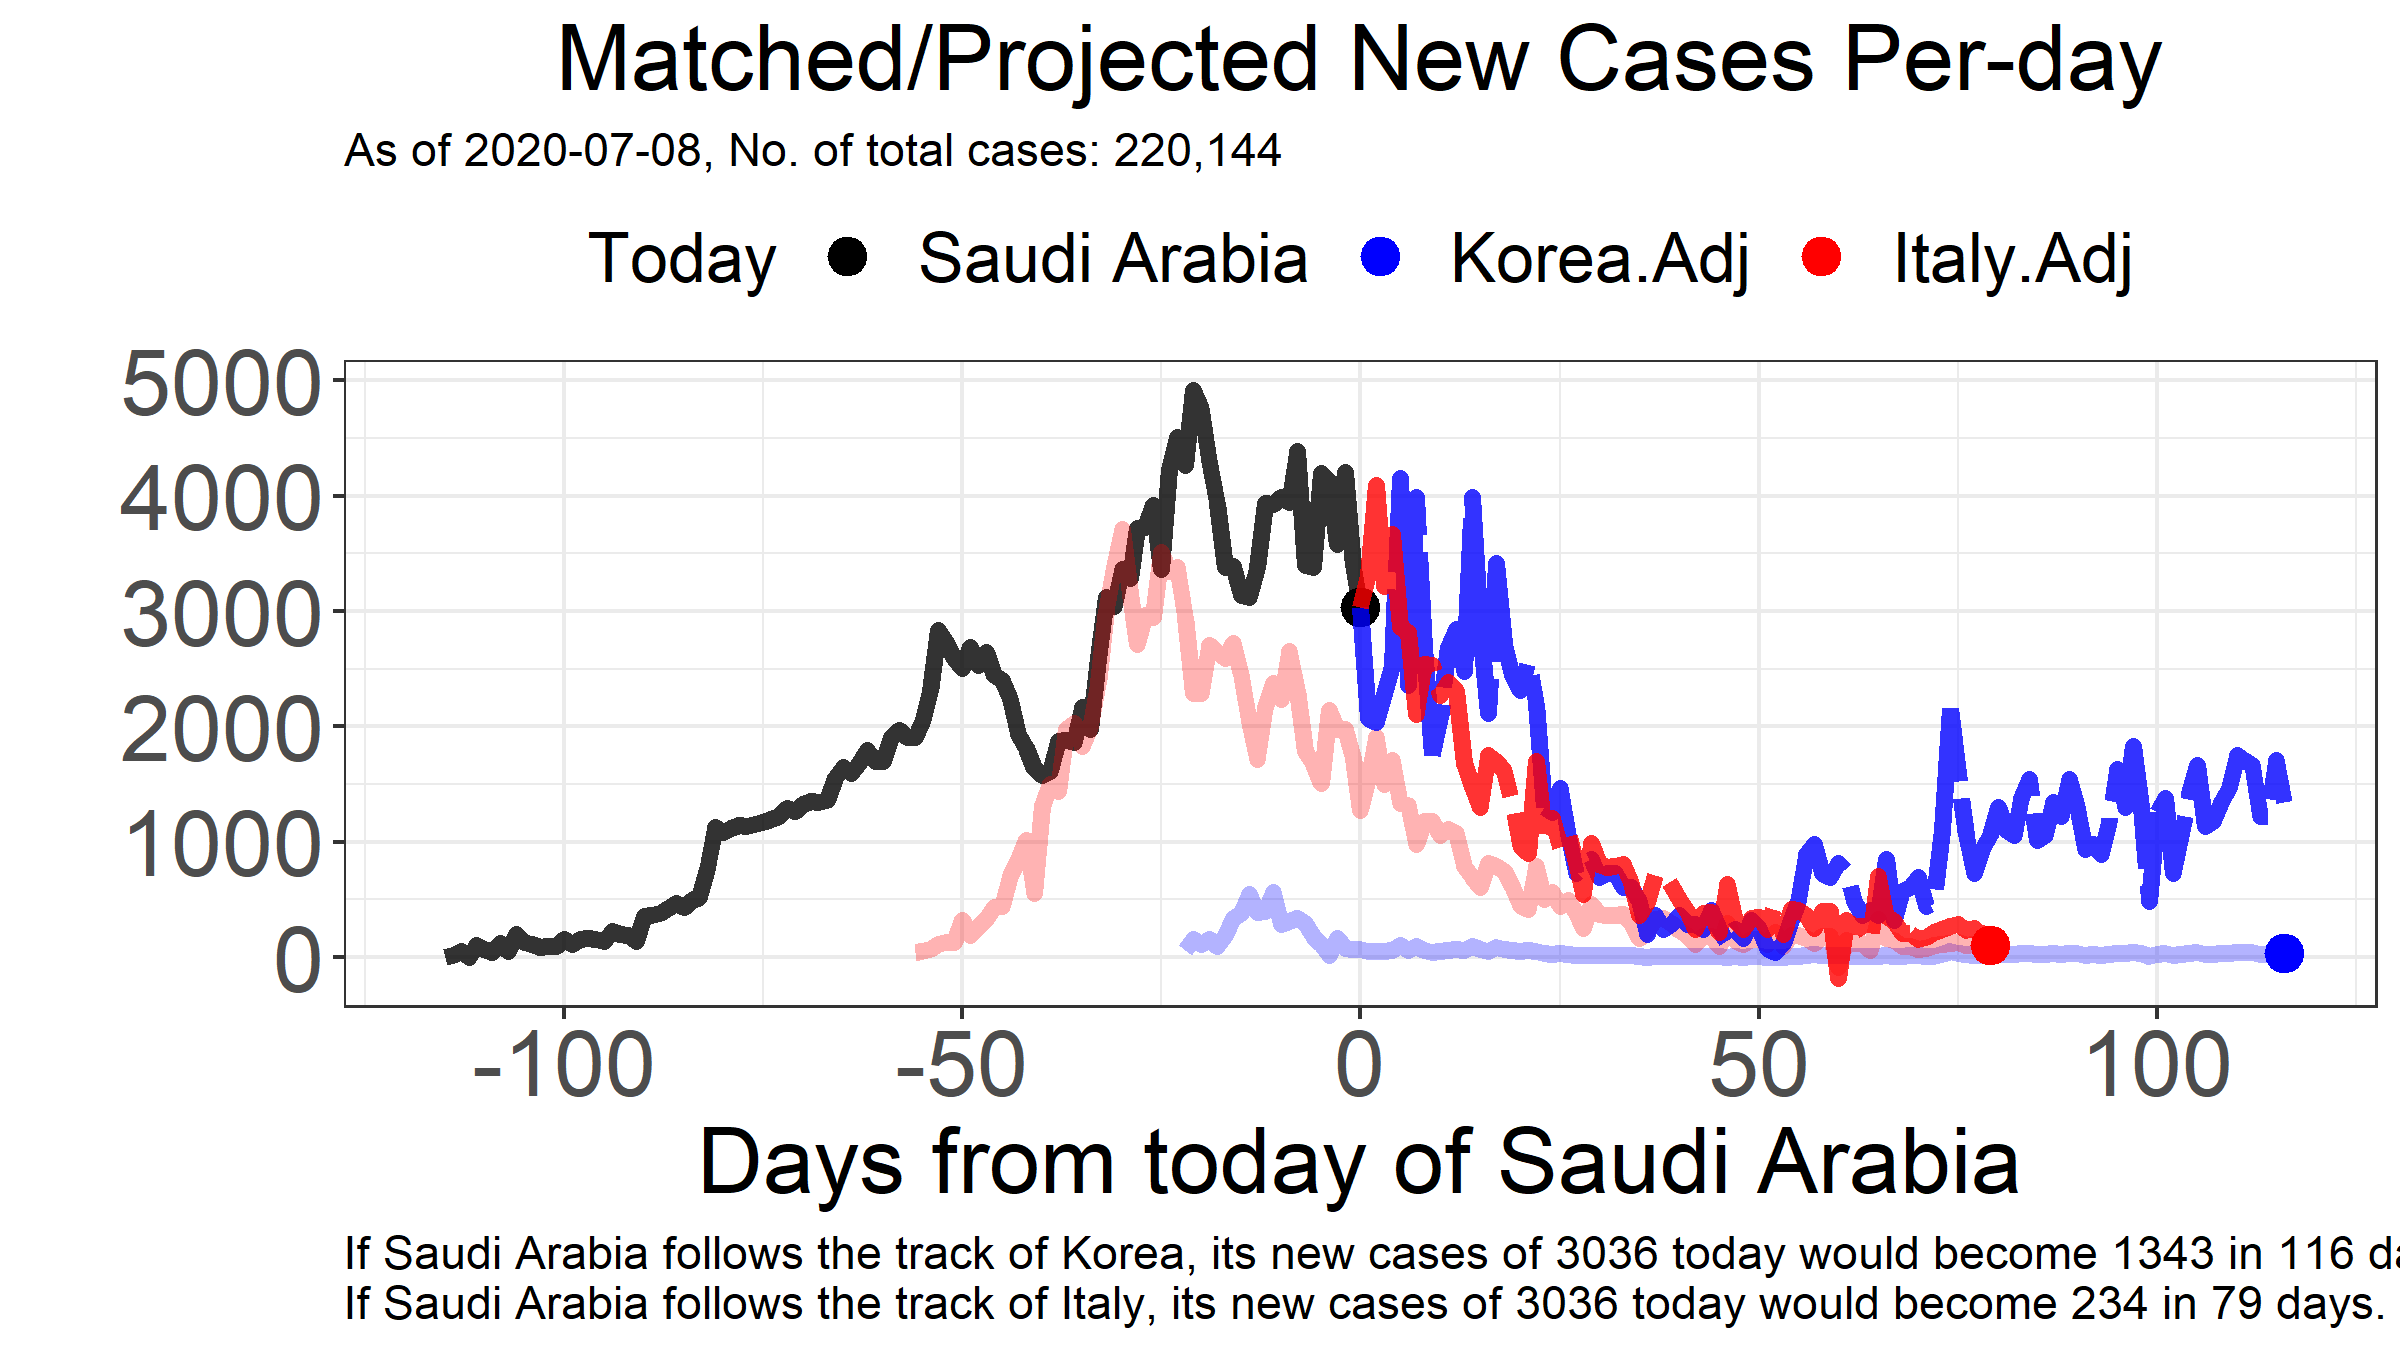 Matched/Projected New Cases Per-day
As of 2020-07-08, No. of total cases: 220,144
Today Saudi Arabia Korea.Adj Italy.Adj
5000
4000
3000
2000
1000
0
-100 -50 0 50 100
Days from today of Saudi Arabia
If Saudi Arabia follows the track of Korea, its new cases of 3036 today would become 1343 in 116
If Saudi Arabia follows the track of Italy, its new cases of 3036 today would become 234 in 79 days.